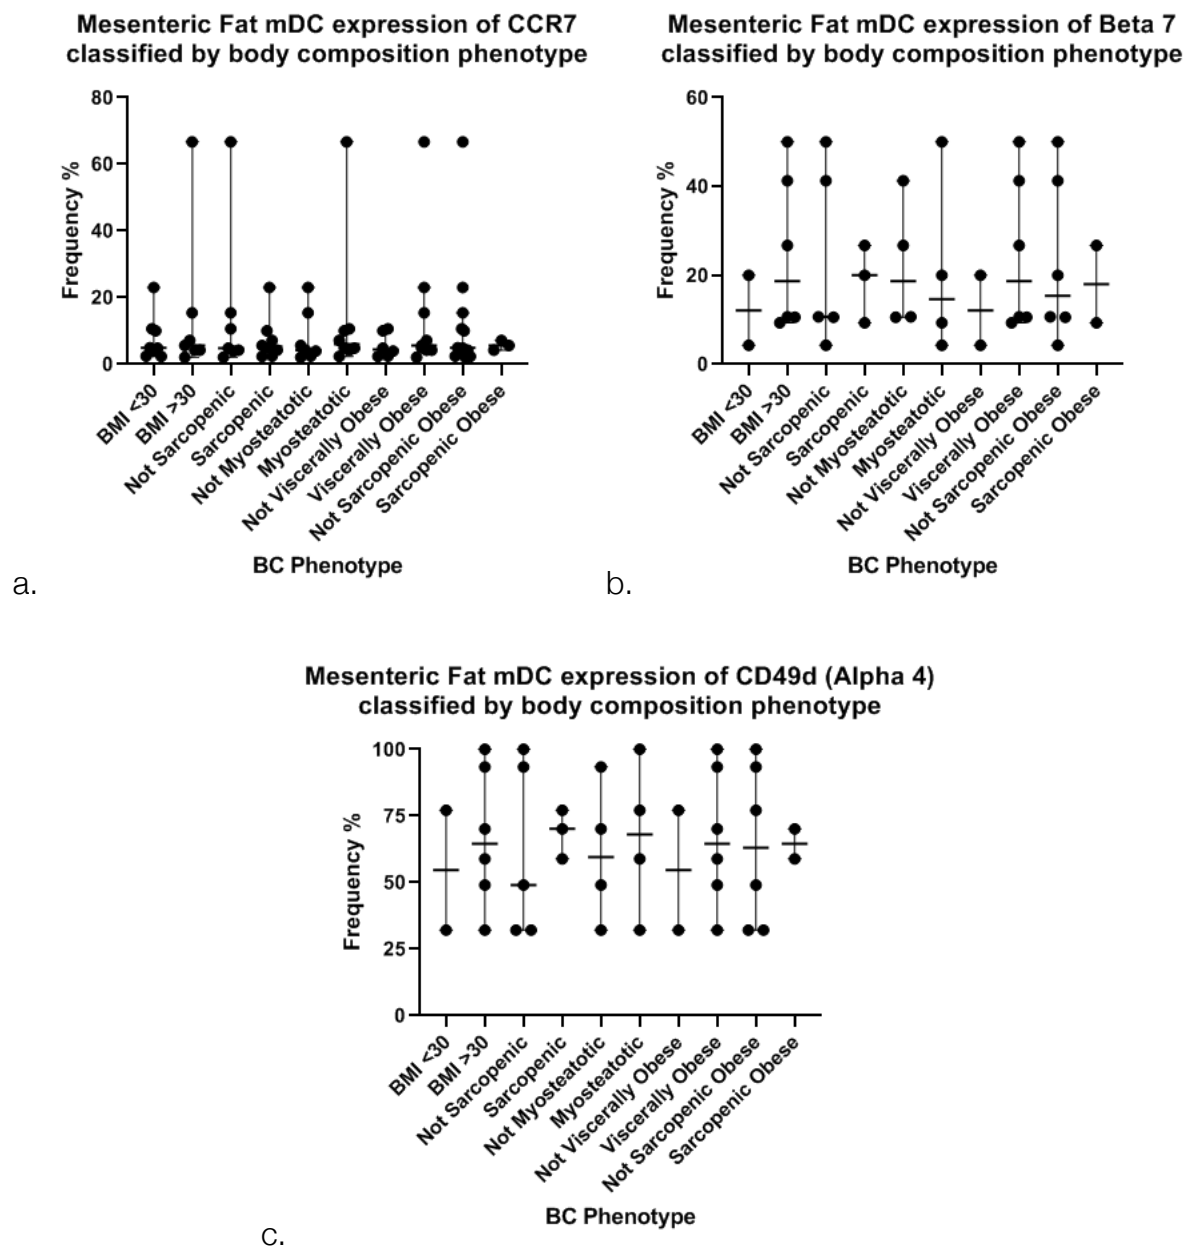 Mesenteric Fat mDC expression of CCR7
classified by body composition phenotype
80
60
40
20
0
Frequency %
BMI <30
BMI >30
Not Sarcopenic
Sarcopenic
Not Myosteatotic
Myosteatotic
Not Viscerally Obese
Viscerally Obese
Not Sarcopenic Obese
Sarcopenic Obese
BC Phenotype
a.
Mesenteric Fat mDC expression of Beta 7
classified by body composition phenotype
60
40
20
0
Frequency %
BMI <30
BMI >30
Not Sarcopenic
Sarcopenic
Not Myosteatotic
Myosteatotic
Not Viscerally Obese
Viscerally Obese
Not Sarcopenic Obese
Sarcopenic Obese
BC Phenotype
b.
Mesenteric Fat mDC expression of CD49d (Alpha 4)
classified by body composition phenotype
100
75
50
25
0
Frequency %
BMI <30
BMI >30
Not Sarcopenic
Sarcopenic
Not Myosteatotic
Myosteatotic
Not Viscerally Obese
Viscerally Obese
Not Sarcopenic Obese
Sarcopenic Obese
BC Phenotype
c.